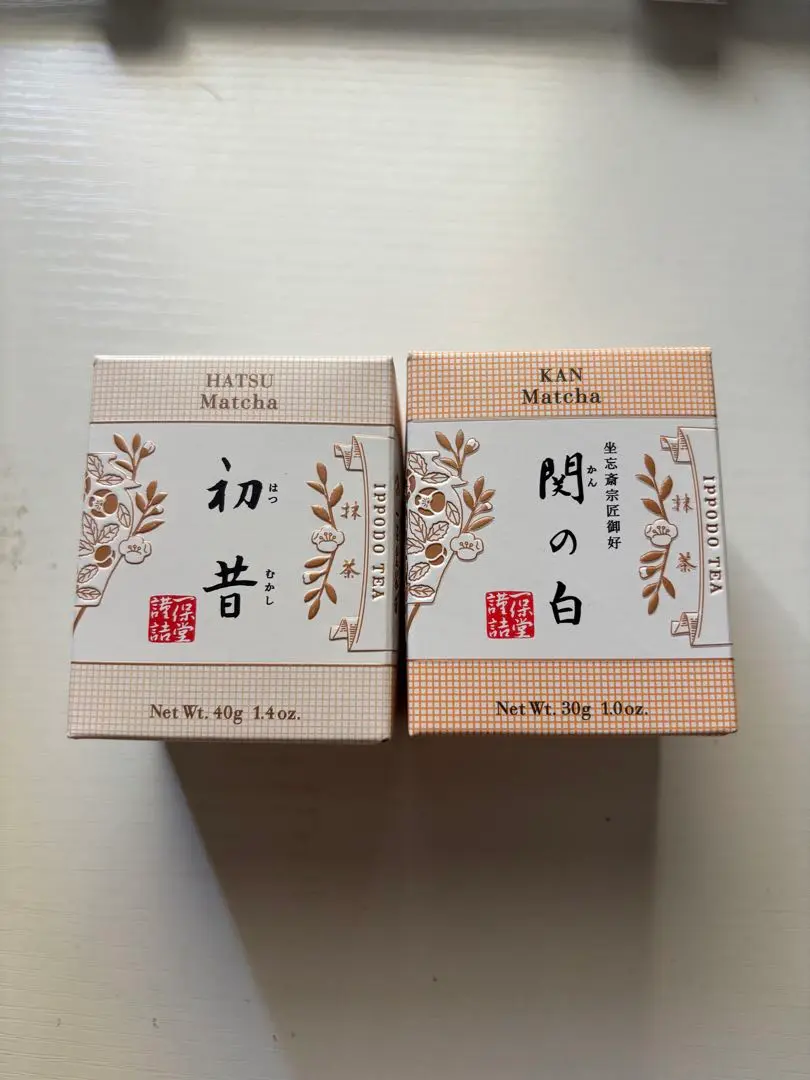 HATSU
Matcha
初昔
はつ
むかし
抹茶
IPPODO TEA
一保堂
謹詰
Net Wt. 40g 1.4 oz.
KAN
Matcha
坐忘斎宗匠御好
関の白
かん
抹茶
IPPODO TEA
一保堂
謹詰
Net Wt. 30g 1.0 oz.